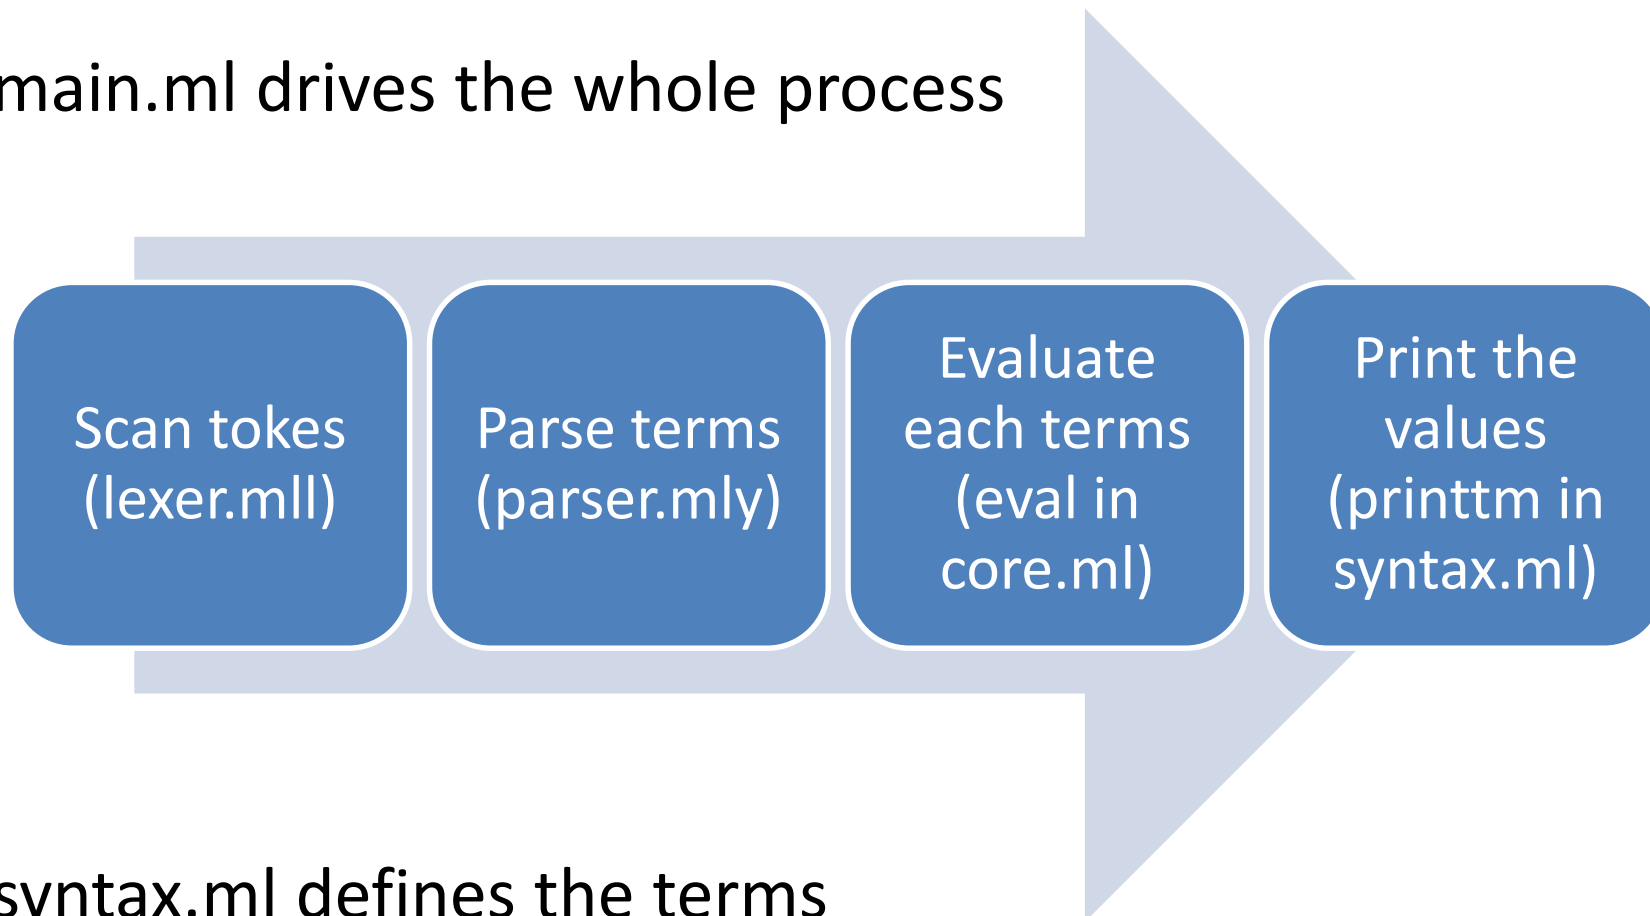 main.ml drives the whole process
Scan tokes
(lexer.mll)
Parse terms
(parser.mly)
Evaluate
each terms
(eval in
core.ml)
Print the
values
(printtm in
syntax.ml)
syntax.ml defines the terms